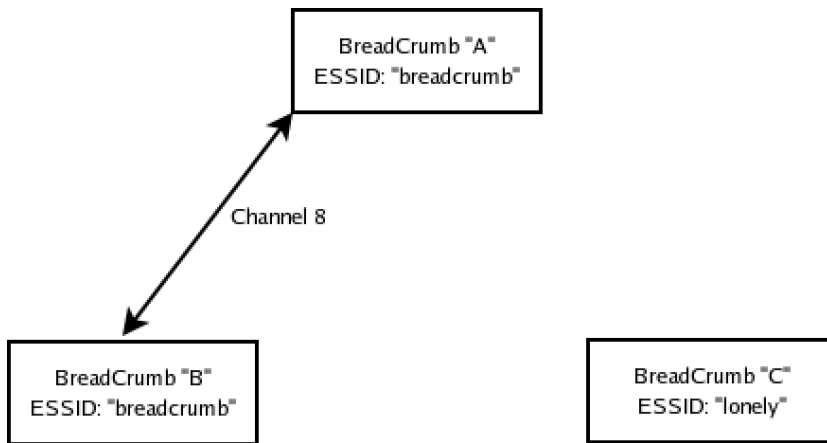 BreadCrumb "A"
ESSID: "breadcrumb"
Channel 8
BreadCrumb "B"
ESSID: "breadcrumb"
BreadCrumb "C"
ESSID: "lonely"